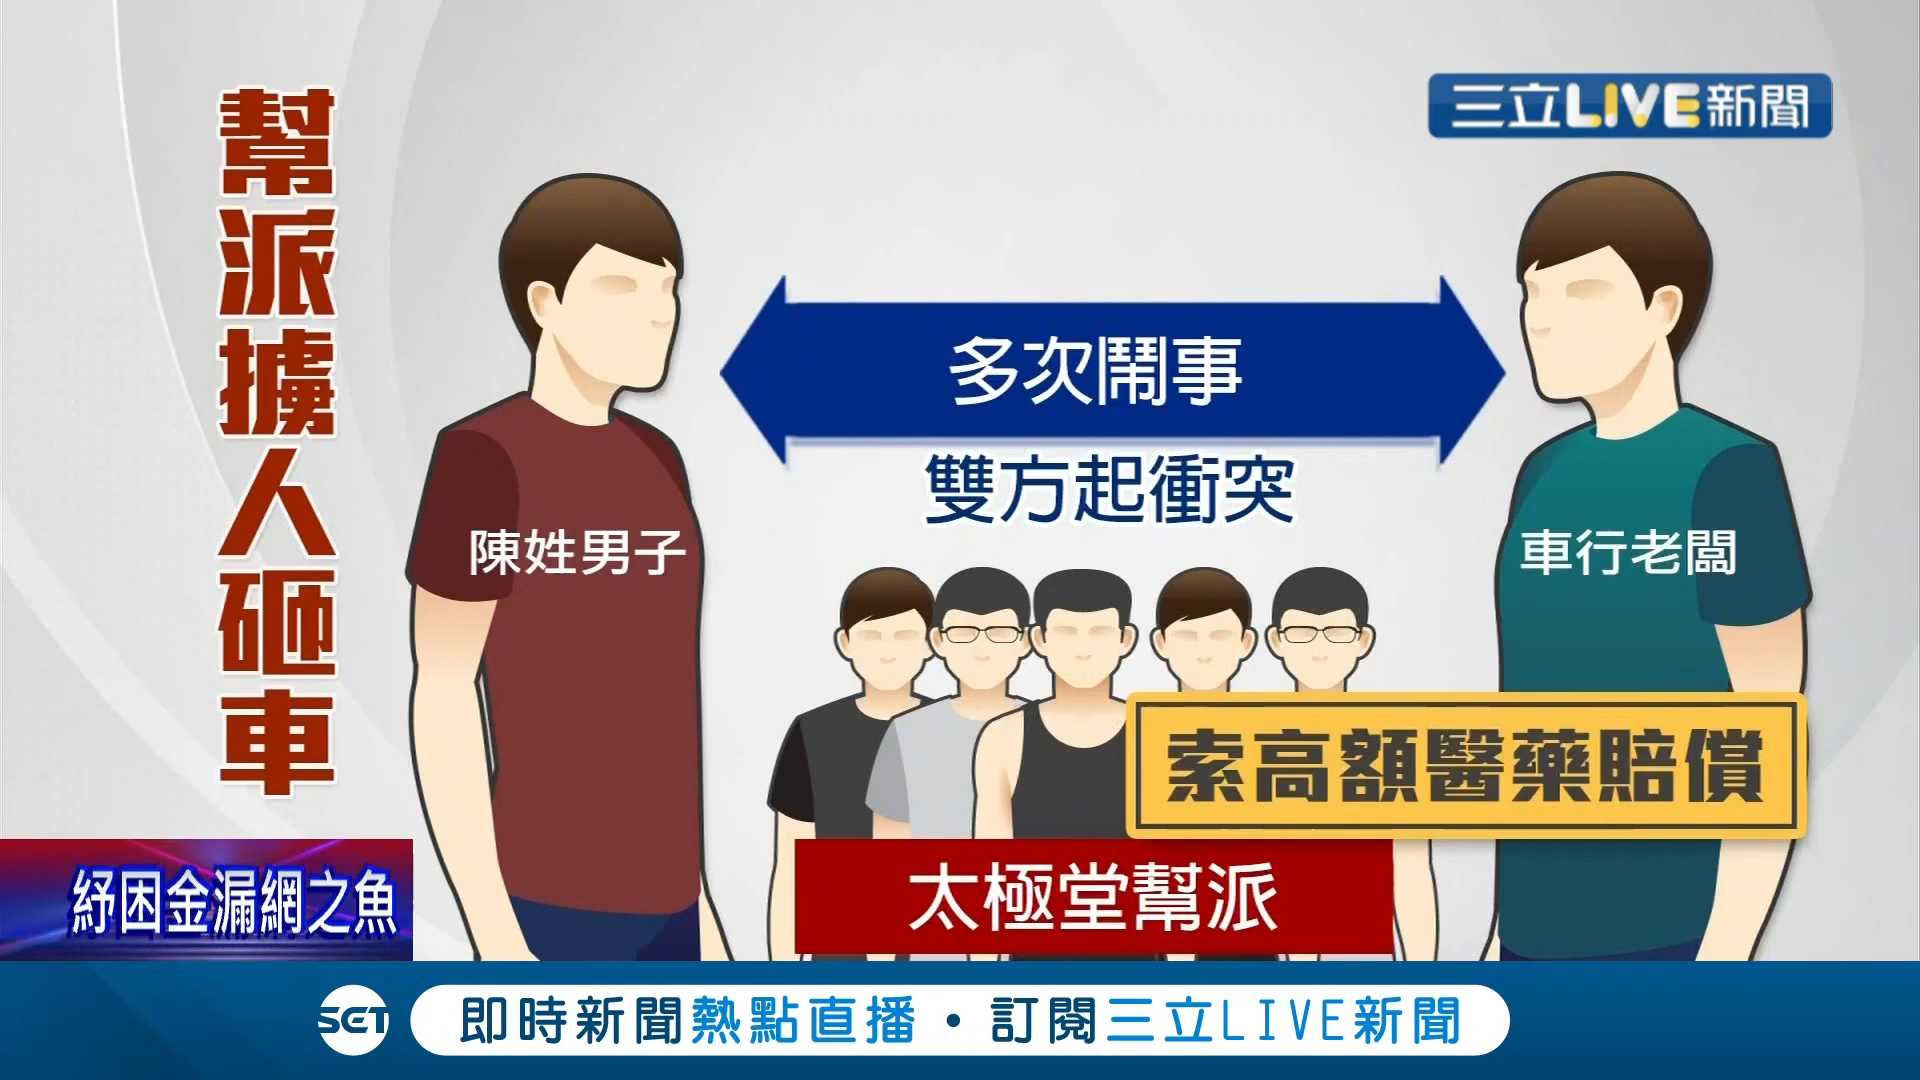 三立LIVE新聞
幫派擄人砸車
多次鬧事
雙方起衝突
陳姓男子
車行老闆
索高額醫藥賠償
太極堂幫派
紓困金漏網之魚
SET
即時新聞熱點直播・訂閱三立LIVE新聞